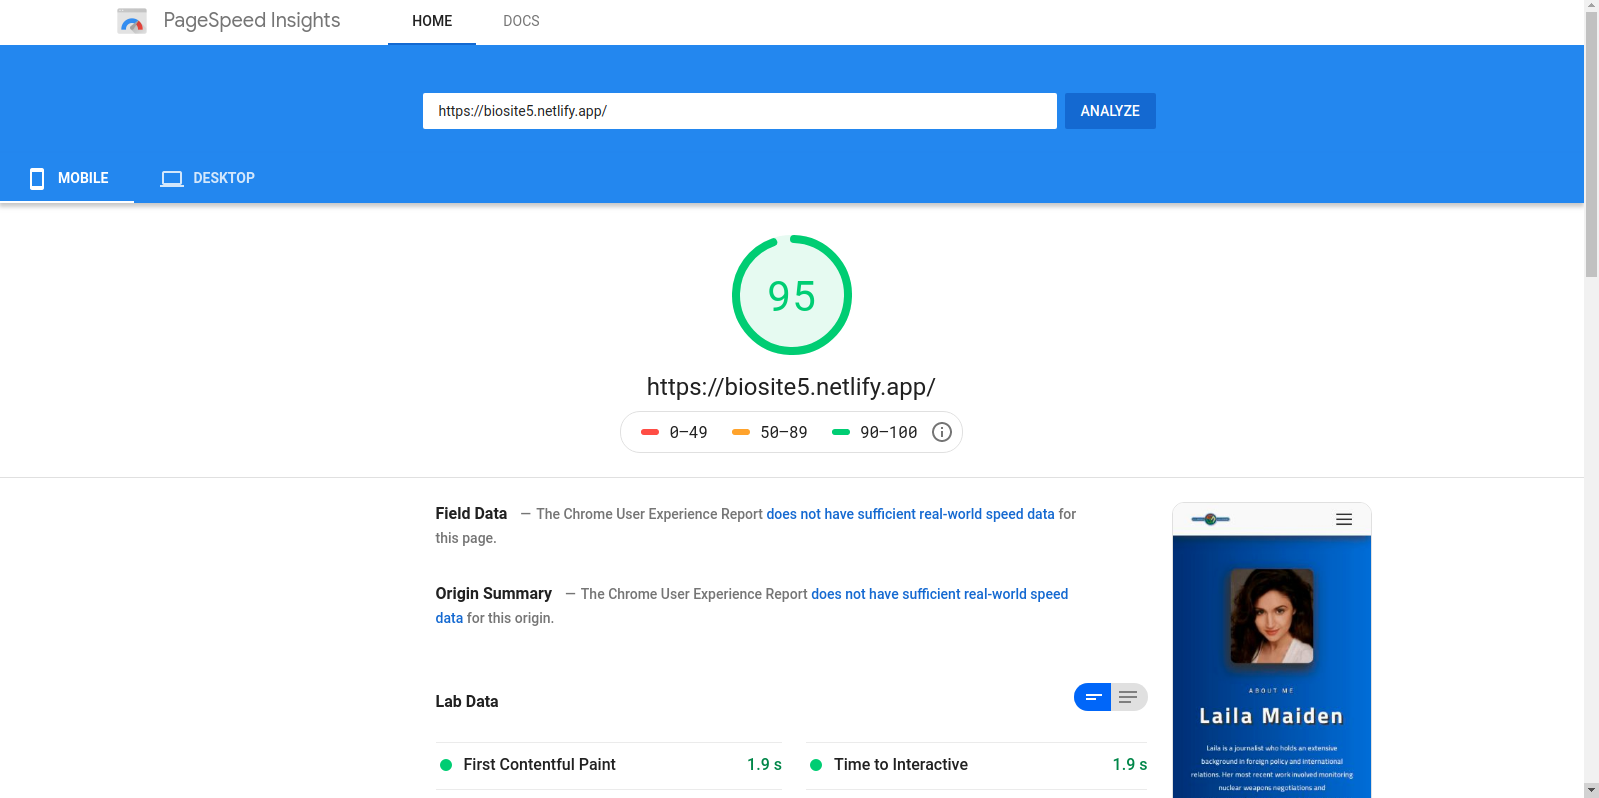 PageSpeed Insights
HOME
DOCS
https://biosite5.netlify.app/
ANALYZE
MOBILE
DESKTOP
95
https://biosite5.netlify.app/
0–49
50–89
90–100
Field Data — The Chrome User Experience Report does not have sufficient real-world speed data for
this page.
Origin Summary — The Chrome User Experience Report does not have sufficient real-world speed
data for this origin.
Lab Data
First Contentful Paint 1.9 s
Time to Interactive 1.9 s
ABOUT ME
Laila Maiden
Laila is a journalist who holds an extensive
background in foreign policy and international
relations. Her most recent work involved monitoring
nuclear weapons negotiations and